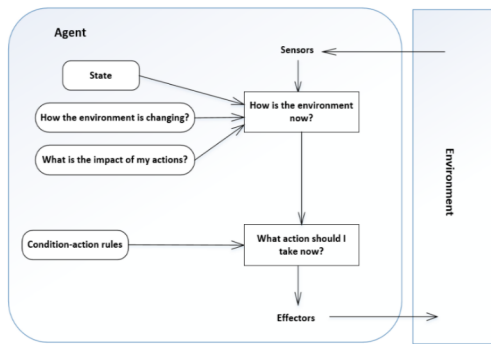 Agent
Sensors
State
How is the environment
now?
How the environment is changing?
What is the impact of my actions?
Environment
Condition-action rules
What action should I
take now?
Effectors